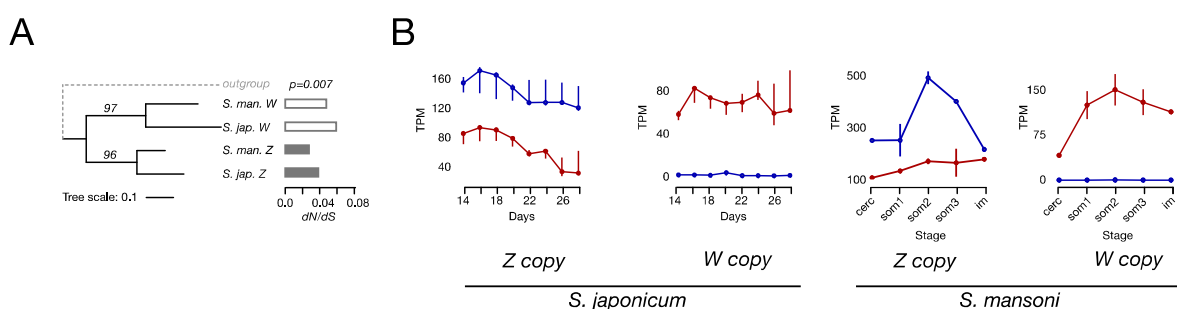 A
outgroup
p=0.007
97
S. man. W
S. jap. W
96
S. man. Z
S. jap. Z
Tree scale: 0.1
0.0 0.04 0.08
dN/dS
B
TPM
160
120
80
40
14 18 22 26
Days
Z copy
TPM
80
40
0
14 18 22 26
Days
W copy
S. japonicum
TPM
500
300
100
cerc som1 som2 som3 im
Stage
Z copy
TPM
150
75
0
cerc som1 som2 som3 im
Stage
W copy
S. mansoni